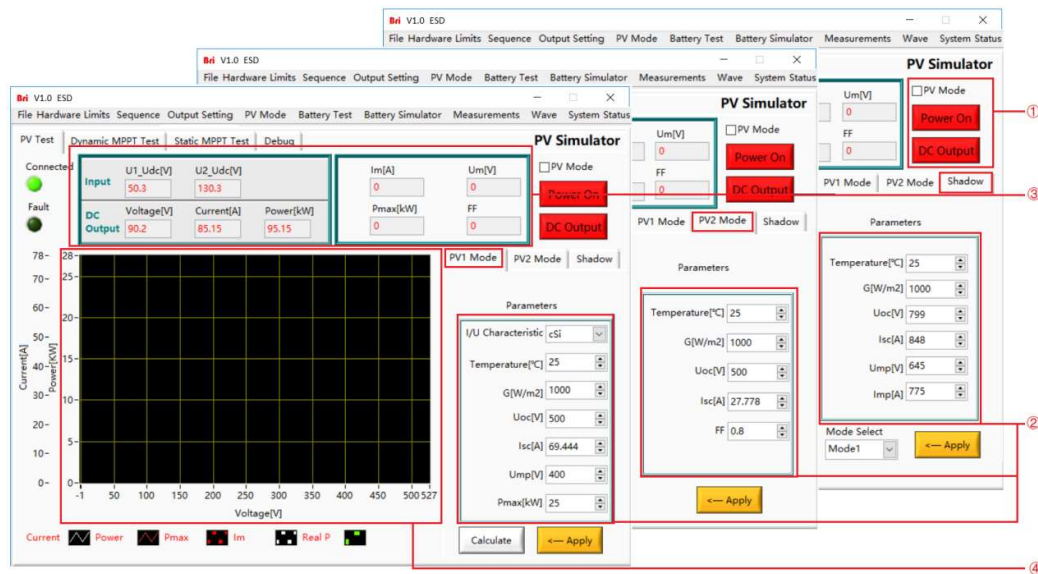 Bri V1.0 ESD
File Hardware Limits Sequence Output Setting PV Mode Battery Test Battery Simulator Measurements Wave System Status
PV Simulator
Um[V]
PV Mode
0
Power On
①
FF
0
DC Output
PV1 Mode PV2 Mode Shadow
Parameters
Temperature[℃] 25
G[W/m2] 1000
Uoc[V] 799
Isc[A] 848
Ump[V] 645
Imp[A] 775
②
Mode Select
Mode1
<— Apply
Bri V1.0 ESD
File Hardware Limits Sequence Output Setting PV Mode Battery Test Battery Simulator Measurements Wave System Status
PV Simulator
Um[V]
PV Mode
0
Power On
FF
0
DC Output
PV1 Mode PV2 Mode Shadow
Parameters
Temperature[℃] 25
G[W/m2] 1000
Uoc[V] 500
Isc[A] 27.778
FF 0.8
<— Apply
Bri V1.0 ESD
File Hardware Limits Sequence Output Setting PV Mode Battery Test Battery Simulator Measurements Wave System Status
PV Test Dynamic MPPT Test Static MPPT Test Debug
PV Simulator
Connected
Fault
Input
U1_Udc[V] U2_Udc[V]
50.3 130.3
DC Output
Voltage[V] Current[A] Power[kW]
90.2 85.15 95.15
Im[A] Um[V]
0 0
Pmax[kW] FF
0 0
PV Mode
Power On
③
DC Output
PV1 Mode PV2 Mode Shadow
Parameters
I/U Characteristic cSi
Temperature[℃] 25
G[W/m2] 1000
Uoc[V] 500
Isc[A] 69.444
Ump[V] 400
Pmax[kW] 25
Calculate <— Apply
Current[A]
78-
70-
60-
50-
40-
30-
20-
10-
0-
Power[KW]
28-
25-
20-
15-
10-
5-
0-
-1 50 100 150 200 250 300 350 400 450 500 527
Voltage[V]
Current Power Pmax Im Real P
④